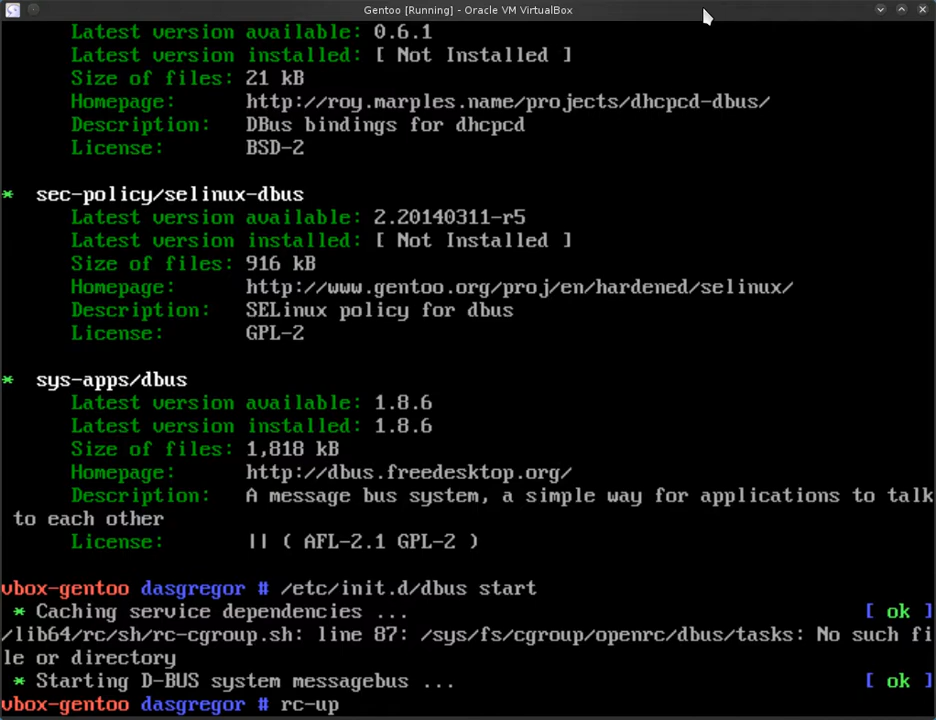 Gentoo [Running] - Oracle VM VirtualBox
Latest version available: 0.6.1
Latest version installed: [ Not Installed ]
Size of files: 21 kB
Homepage: http://roy.marples.name/projects/dhcpcd-dbus/
Description: DBus bindings for dhcpcd
License: BSD-2
* sec-policy/selinux-dbus
Latest version available: 2.20140311-r5
Latest version installed: [ Not Installed ]
Size of files: 916 kB
Homepage: http://www.gentoo.org/proj/en/hardened/selinux/
Description: SELinux policy for dbus
License: GPL-2
* sys-apps/dbus
Latest version available: 1.8.6
Latest version installed: 1.8.6
Size of files: 1,818 kB
Homepage: http://dbus.freedesktop.org/
Description: A message bus system, a simple way for applications to talk
to each other
License: || ( AFL-2.1 GPL-2 )
vbox-gentoo dasgregor # /etc/init.d/dbus start
* Caching service dependencies ... [ ok ]
/lib64/rc/sh/rc-cgroup.sh: line 87: /sys/fs/cgroup/openrc/dbus/tasks: No such fi
le or directory
* Starting D-BUS system messagebus ... [ ok ]
vbox-gentoo dasgregor # rc-up